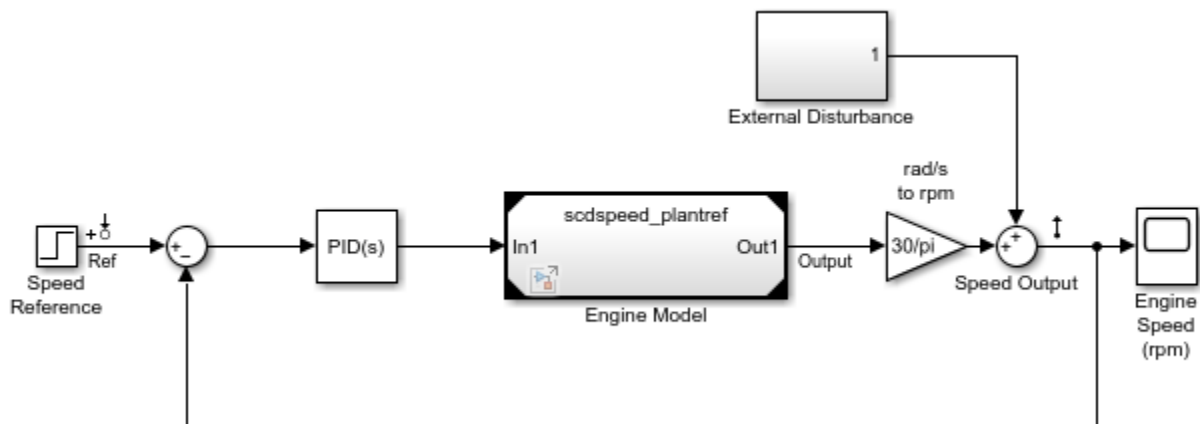 1
External Disturbance
rad/s
to rpm
scdspeed_plantref
+
Ref
+
−
PID(s)
In1
Out1
Output
30/pi
+
+
Speed
Reference
Engine Model
Speed Output
Engine
Speed
(rpm)